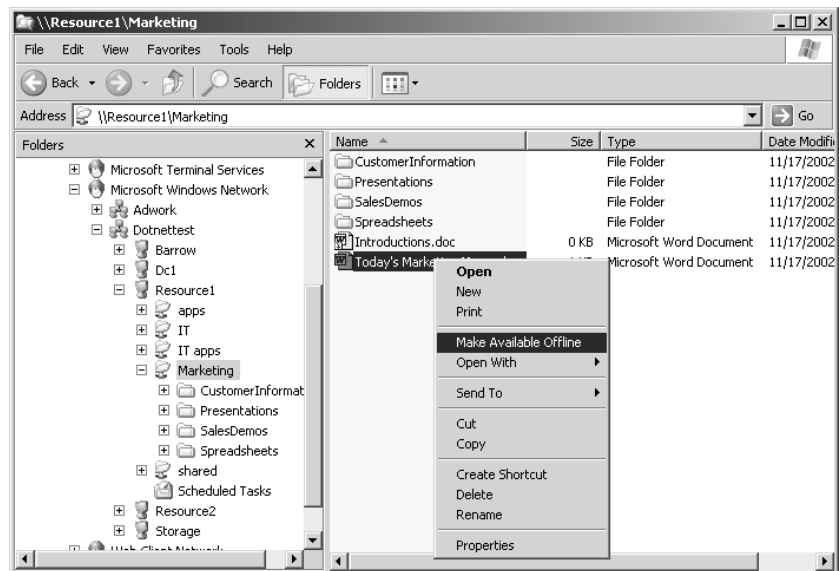 \\Resource1\Marketing
File Edit View Favorites Tools Help
Back Search Folders
Address \\Resource1\Marketing Go
Folders
Microsoft Terminal Services
Microsoft Windows Network
Adwork
Dotnettest
Barrow
Dc1
Resource1
apps
IT
IT apps
Marketing
CustomerInformat
Presentations
SalesDemos
Spreadsheets
shared
Scheduled Tasks
Resource2
Storage
Name Size Type Date Modifi
CustomerInformation File Folder 11/17/2002
Presentations File Folder 11/17/2002
SalesDemos File Folder 11/17/2002
Spreadsheets File Folder 11/17/2002
Introductions.doc 0 KB Microsoft Word Document 11/17/2002
Today's KB Microsoft Word Document 11/17/2002
Open
New
Print
Make Available Offline
Open With
Send To
Cut
Copy
Create Shortcut
Delete
Rename
Properties